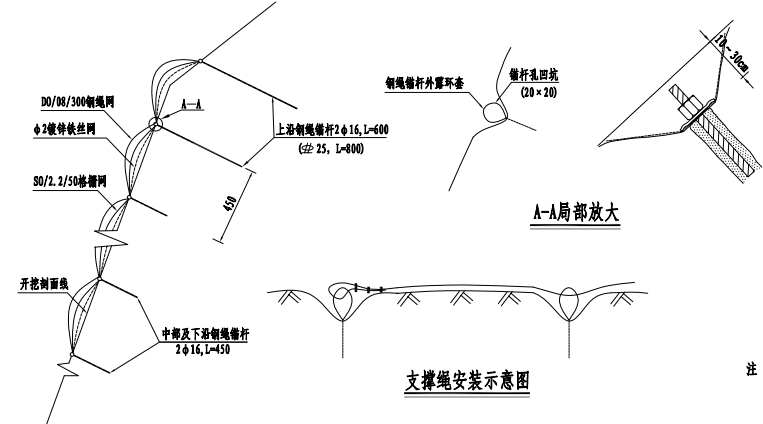 D0/08/300钢绳网
φ2镀锌铁丝网
S0/2.2/50格栅网
开挖剖面线
A—A
上沿钢绳锚杆2φ16,L=600
(⌀ 25, L=800)
450
中部及下沿钢绳锚杆
2φ16,L=450
钢绳锚杆外露环套
锚杆孔凹坑
(20×20)
10~30cm
A-A局部放大
支撑绳安装示意图
注